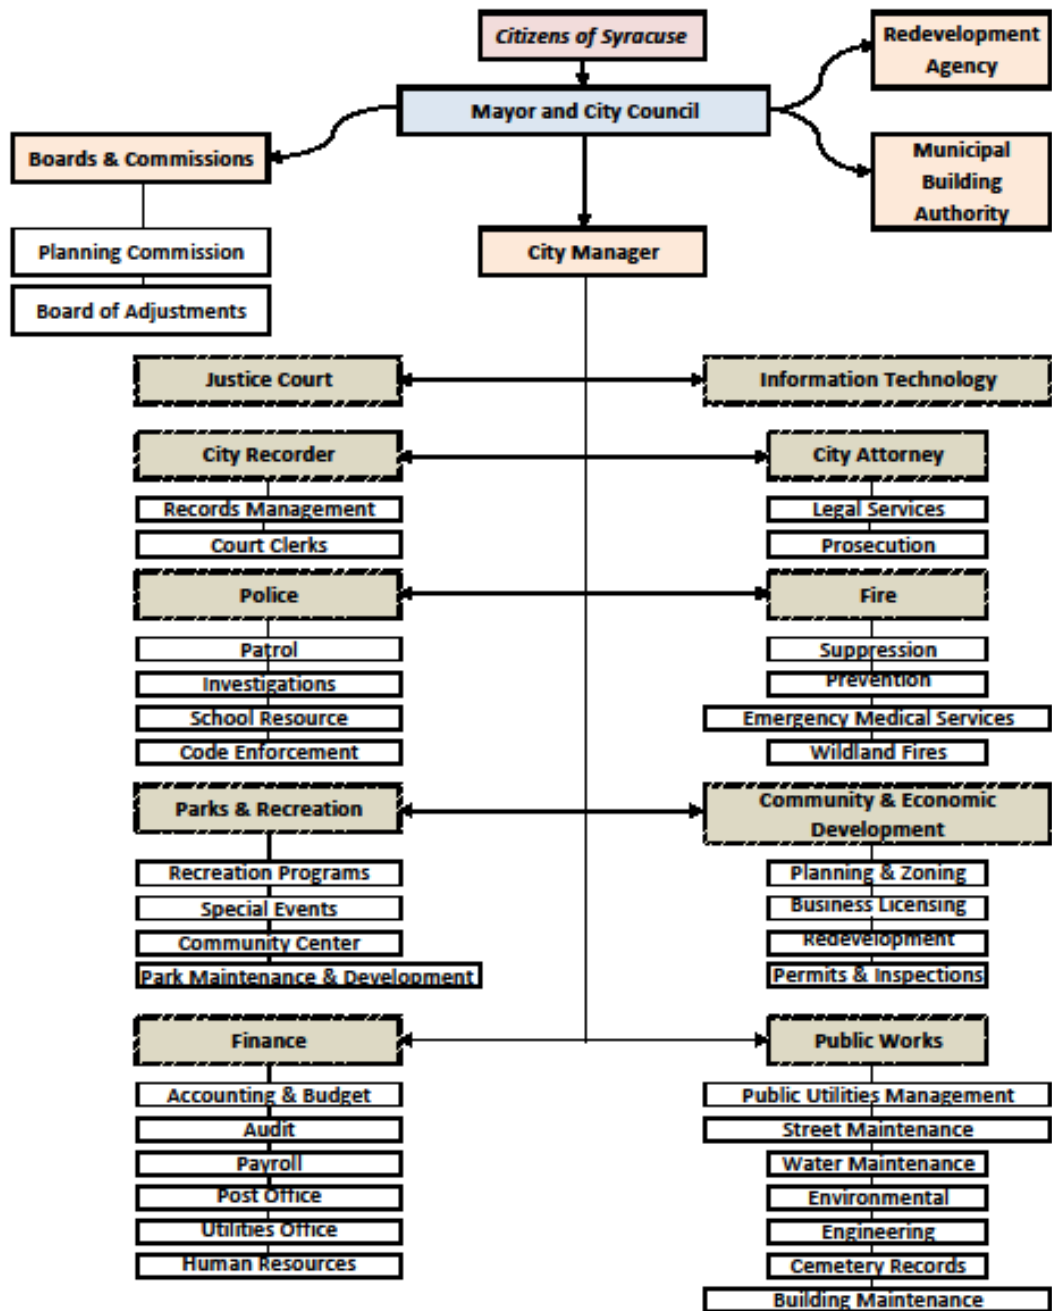 Citizens of Syracuse
Redevelopment
Agency
Mayor and City Council
Boards & Commissions
Municipal
Building
Authority
Planning Commission
City Manager
Board of Adjustments
Justice Court
Information Technology
City Recorder
City Attorney
Records Management
Legal Services
Court Clerks
Prosecution
Police
Fire
Patrol
Suppression
Investigations
Prevention
School Resource
Emergency Medical Services
Code Enforcement
Wildland Fires
Parks & Recreation
Community & Economic
Development
Recreation Programs
Planning & Zoning
Special Events
Business Licensing
Community Center
Redevelopment
Park Maintenance & Development
Permits & Inspections
Finance
Public Works
Accounting & Budget
Public Utilities Management
Audit
Street Maintenance
Payroll
Water Maintenance
Post Office
Environmental
Utilities Office
Engineering
Human Resources
Cemetery Records
Building Maintenance